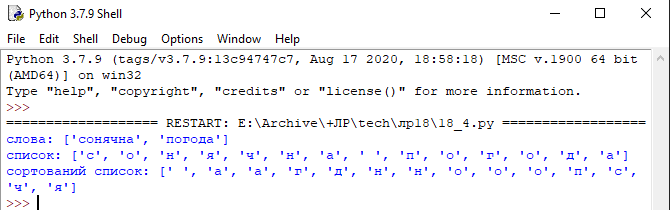 Python 3.7.9 Shell
File Edit Shell Debug Options Window Help
Python 3.7.9 (tags/v3.7.9:13c94747c7, Aug 17 2020, 18:58:18) [MSC v.1900 64 bit
(AMD64)] on win32
Type "help", "copyright", "credits" or "license()" for more information.
>>>
=================== RESTART: E:\Archive\+ЛР\tech\лр18\18_4.py ==================
слова: ['сонячна', 'погода']
список: ['с', 'о', 'н', 'я', 'ч', 'н', 'а', ' ', 'п', 'о', 'г', 'о', 'д', 'а']
сортований список: [' ', 'а', 'а', 'г', 'д', 'н', 'н', 'о', 'о', 'о', 'п', 'с',
'ч', 'я']
>>>